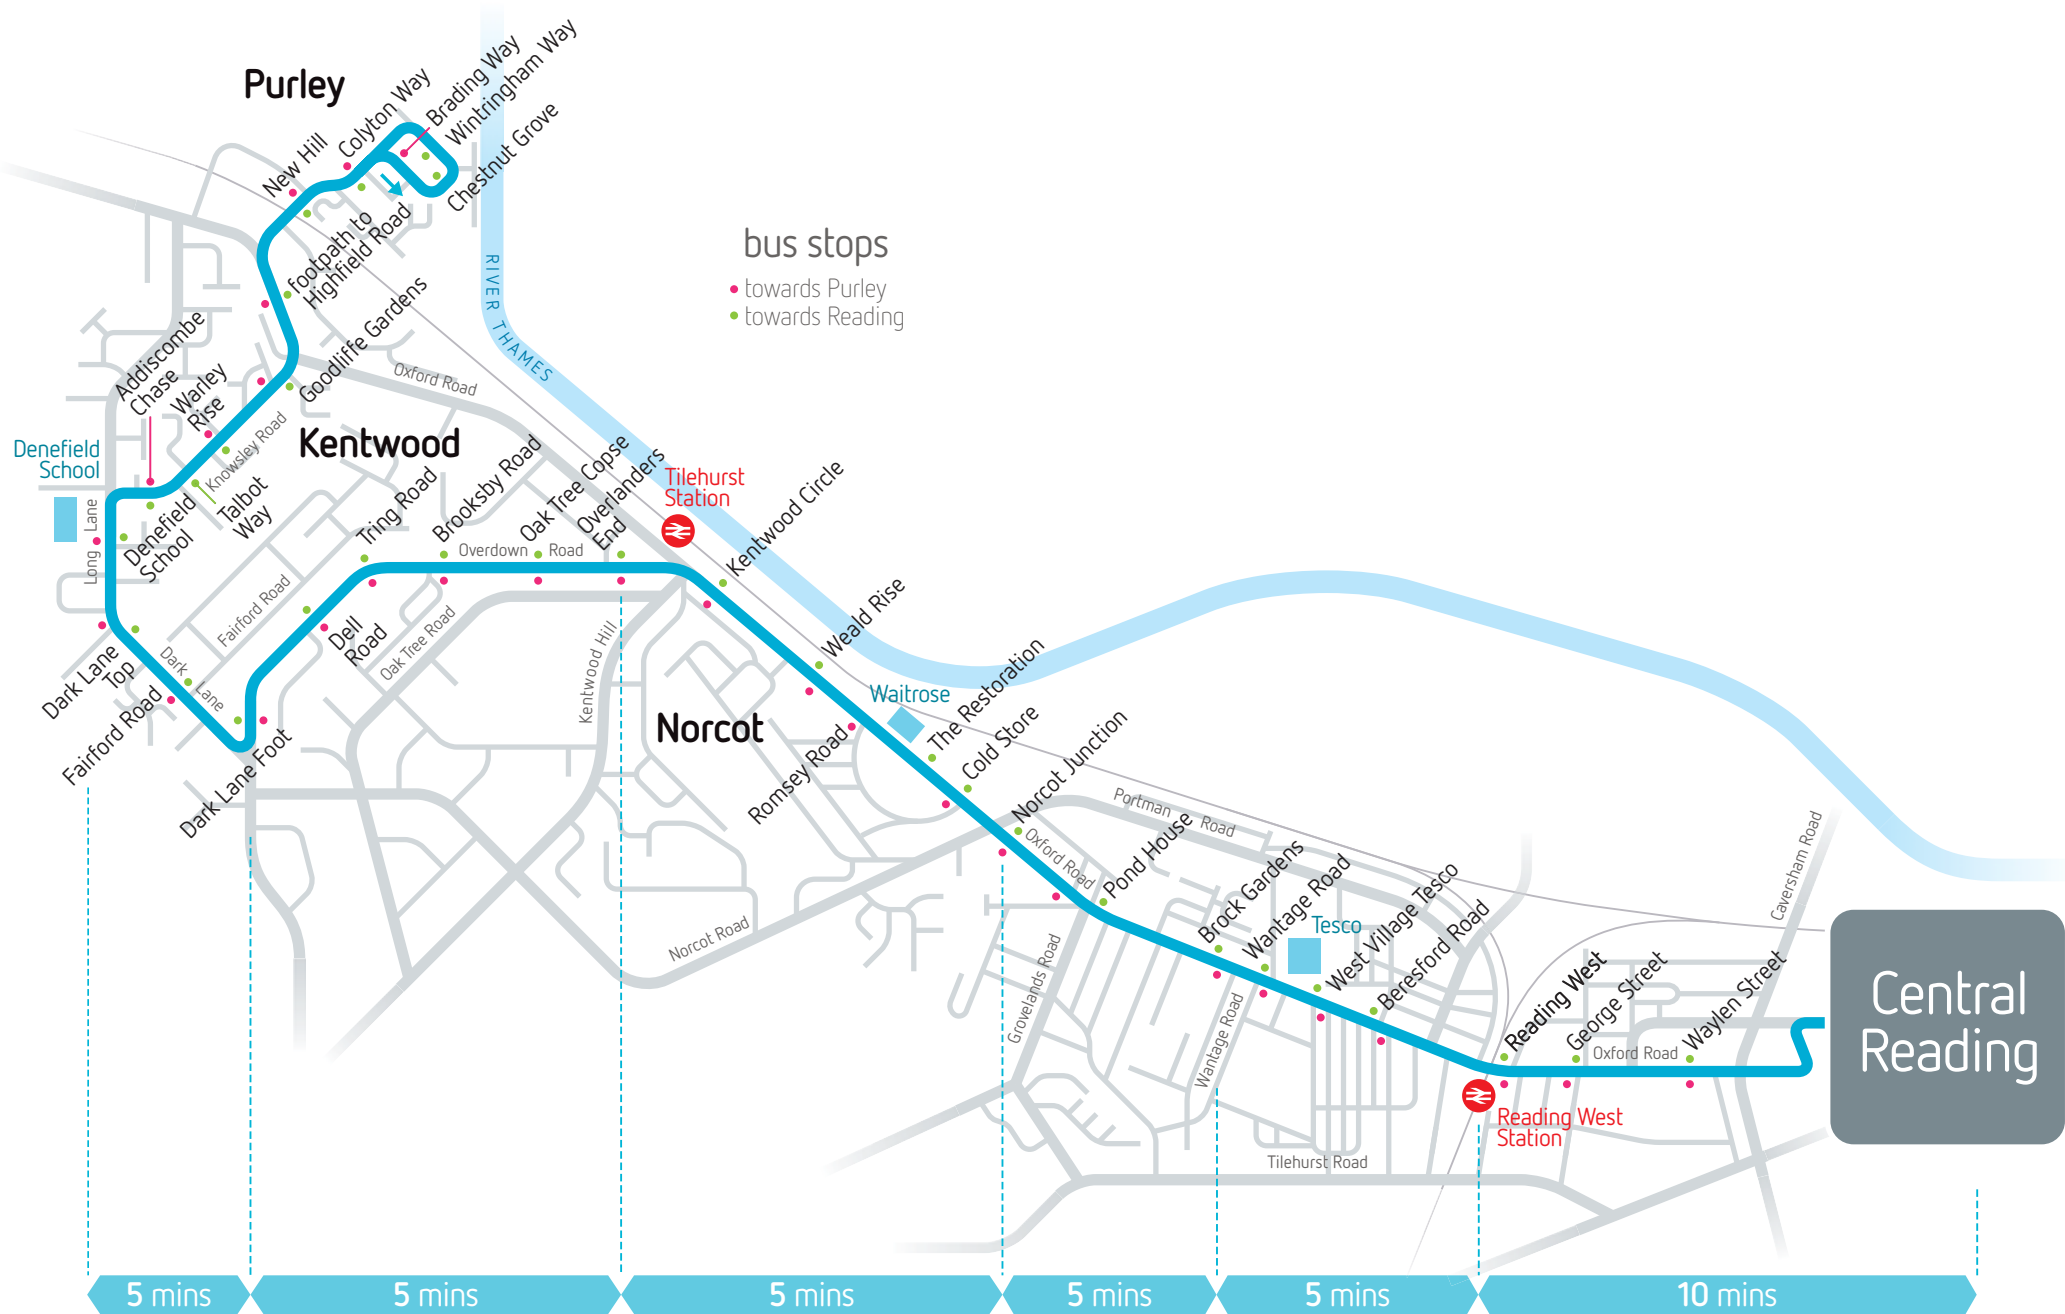 Purley
New Hill
Colyton Way
Brading Way
Wintringham Way
Chestnut Grove
footpath to
Highfield Road
Goodliffe Gardens
bus stops
towards Purley
towards Reading
RIVER THAMES
Oxford Road
Addiscombe
Chase
Warley
Rise
Knowsley Road
Kentwood
Denefield
School
Long Lane
Denefield
School
Talbot
Way
Tring Road
Brooksby Road
Oak Tree Copse
Overlanders
End
Overdown Road
Tilehurst
Station
Kentwood Circle
Fairford Road
Dell
Road
Oak Tree Road
Kentwood Hill
Dark Lane
Dark Lane
Top
Fairford Road
Dark Lane Foot
Norcot
Weald Rise
Waitrose
The Restoration
Romsey Road
Cold Store
Norcot Junction
Norcot Road
Oxford Road
Portman Road
Pond House
Grovelands Road
Brock Gardens
Wantage Road
Wantage Road
Tesco
West Village Tesco
Beresford Road
Reading West
George Street
Oxford Road
Waylen Street
Caversham Road
Central
Reading
Reading West
Station
Tilehurst Road
5 mins
5 mins
5 mins
5 mins
5 mins
10 mins